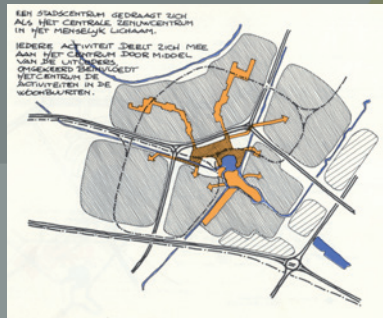 EEN STADSCENTRUM GEDRAAGT ZICH
ALS HET CENTRALE ZENUWCENTRUM
IN HET MENSELIJK LICHAAM.
IEDERE ACTIVITEIT DEELT ZICH MEE
AAN HET CENTRUM DOOR MIDDEL
VAN DE UITLOPERS,
OMGEKEERD BEÏNVLOEDT
HET CENTRUM DE
ACTIVITEITEN IN DE
WOONBUURTEN.